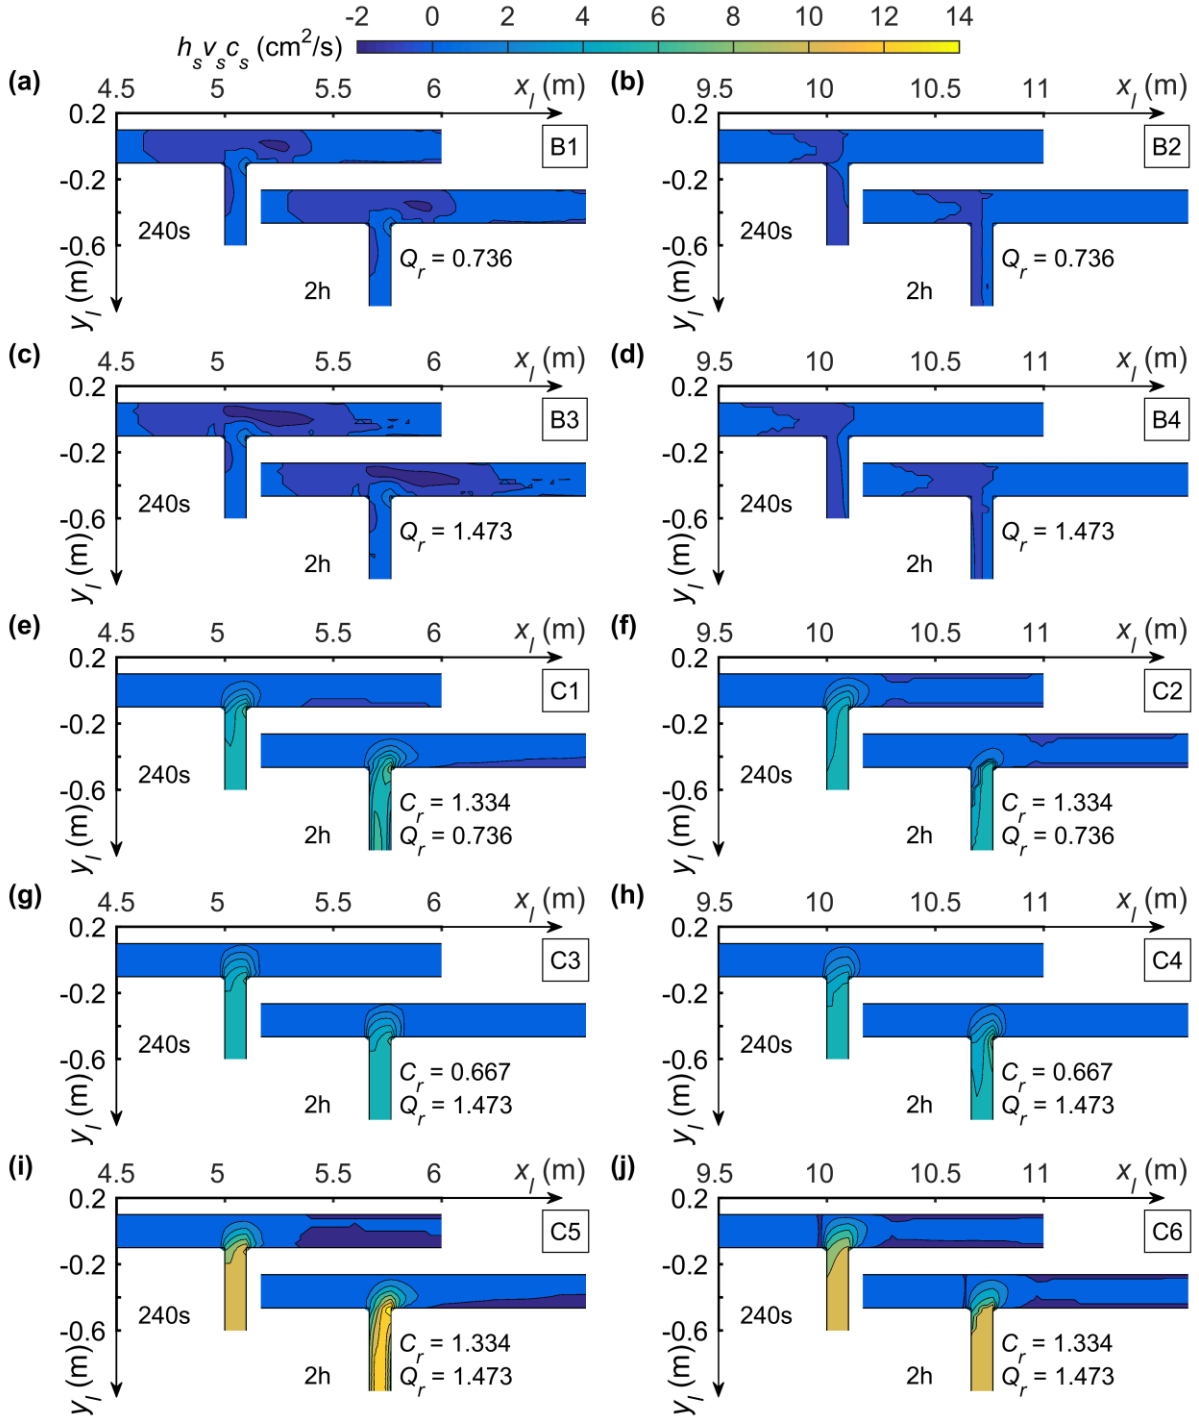 -2 0 2 4 6 8 10 12 14
h_s v_s c_s (cm²/s)
(a) 4.5 5 5.5 6 x_l (m)
0.2
-0.2
-0.6
y_l (m)
B1
240s
2h
Q_r = 0.736
(b) 9.5 10 10.5 11 x_l (m)
0.2
-0.2
-0.6
y_l (m)
B2
240s
2h
Q_r = 0.736
(c) 4.5 5 5.5 6 x_l (m)
0.2
-0.2
-0.6
y_l (m)
B3
240s
2h
Q_r = 1.473
(d) 9.5 10 10.5 11 x_l (m)
0.2
-0.2
-0.6
y_l (m)
B4
240s
2h
Q_r = 1.473
(e) 4.5 5 5.5 6 x_l (m)
0.2
-0.2
-0.6
y_l (m)
C1
240s
2h
C_r = 1.334
Q_r = 0.736
(f) 9.5 10 10.5 11 x_l (m)
0.2
-0.2
-0.6
y_l (m)
C2
240s
2h
C_r = 1.334
Q_r = 0.736
(g) 4.5 5 5.5 6 x_l (m)
0.2
-0.2
-0.6
y_l (m)
C3
240s
2h
C_r = 0.667
Q_r = 1.473
(h) 9.5 10 10.5 11 x_l (m)
0.2
-0.2
-0.6
y_l (m)
C4
240s
2h
C_r = 0.667
Q_r = 1.473
(i) 4.5 5 5.5 6 x_l (m)
0.2
-0.2
-0.6
y_l (m)
C5
240s
2h
C_r = 1.334
Q_r = 1.473
(j) 9.5 10 10.5 11 x_l (m)
0.2
-0.2
-0.6
y_l (m)
C6
240s
2h
C_r = 1.334
Q_r = 1.473